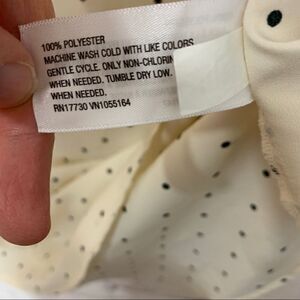 100% POLYESTER
MACHINE WASH COLD WITH LIKE COLORS
GENTLE CYCLE. ONLY NON-CHLORIN
WHEN NEEDED. TUMBLE DRY LOW.
WHEN NEEDED.
RN17730 VN1055164